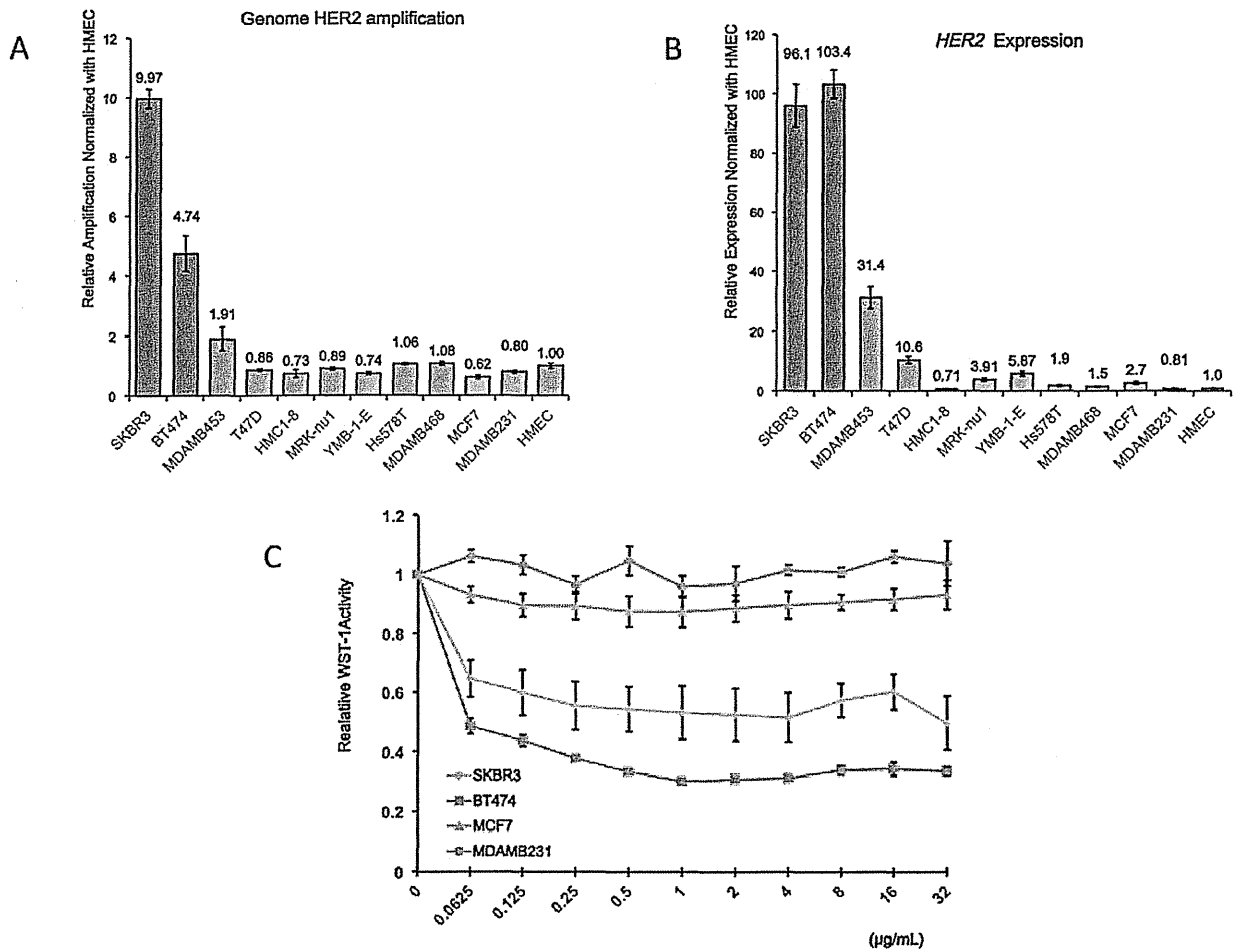 A
Genome HER2 amplification
Relative Amplification Normalized with HMEC
12
10
8
6
4
2
0
9.97
4.74
1.91
0.86
0.73
0.89
0.74
1.06
1.08
0.62
0.80
1.00
SKBR3
BT474
MDAMB453
T47D
HMC1-8
MRK-nu1
YMB-1-E
Hs578T
MDAMB468
MCF7
MDAMB231
HMEC
B
HER2 Expression
Relative Expression Normalized with HMEC
120
100
80
60
40
20
0
96.1
103.4
31.4
10.6
0.71
3.91
5.87
1.9
1.5
2.7
0.81
1.0
SKBR3
BT474
MDAMB453
T47D
HMC1-8
MRK-nu1
YMB-1-E
Hs578T
MDAMB468
MCF7
MDAMB231
HMEC
C
Realative WST-1Activity
1.2
1
0.8
0.6
0.4
0.2
0
SKBR3
BT474
MCF7
MDAMB231
0
0.0625
0.125
0.25
0.5
1
2
4
8
16
32
(µg/mL)